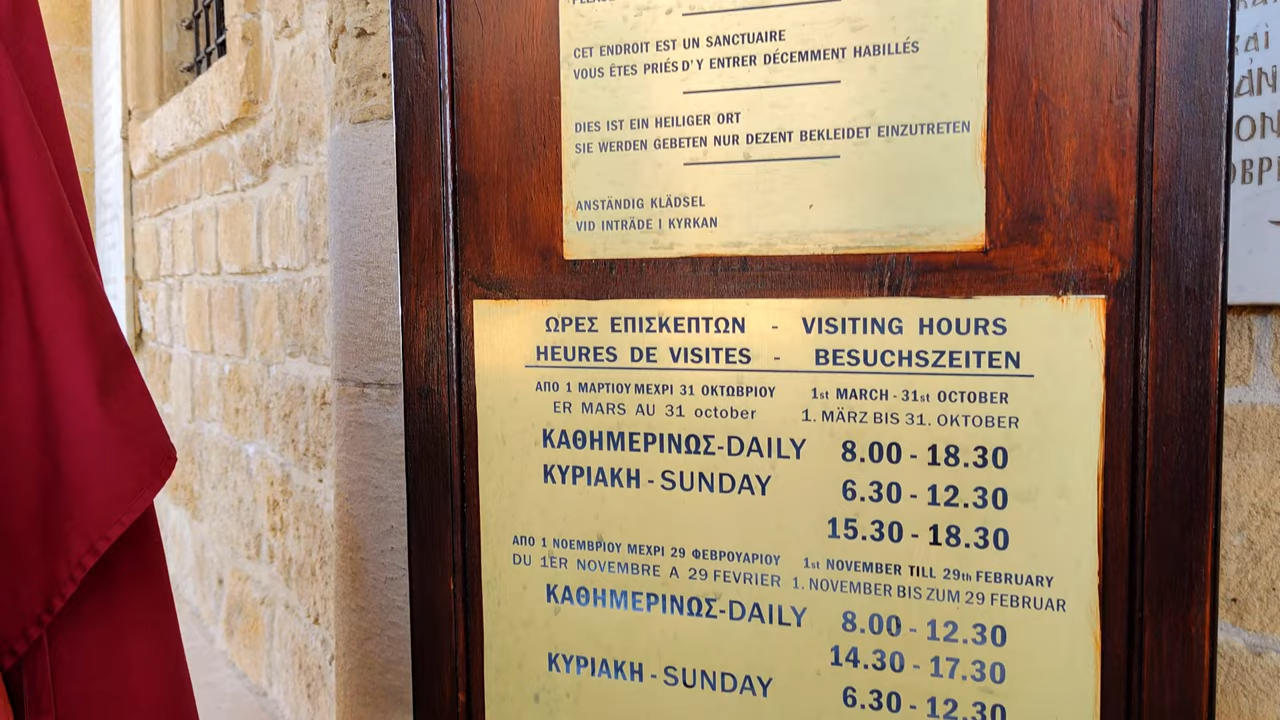 CET ENDROIT EST UN SANCTUAIRE
VOUS ÊTES PRIÉS D'Y ENTRER DÉCEMMENT HABILLÉS
DIES IST EIN HEILIGER ORT
SIE WERDEN GEBETEN NUR DEZENT BEKLEIDET EINZUTRETEN
ANSTÄNDIG KLÄDSEL
VID INTRÄDE I KYRKAN
ΩΡΕΣ ΕΠΙΣΚΕΠΤΩΝ - VISITING HOURS
HEURES DE VISITES - BESUCHSZEITEN
ΑΠΟ 1 ΜΑΡΤΙΟΥ ΜΕΧΡΙ 31 ΟΚΤΩΒΡΙΟΥ 1st MARCH - 31st OCTOBER
ER MARS AU 31 october 1. MÄRZ BIS 31. OKTOBER
ΚΑΘΗΜΕΡΙΝΩΣ-DAILY 8.00 - 18.30
ΚΥΡΙΑΚΗ - SUNDAY 6.30 - 12.30
15.30 - 18.30
ΑΠΟ 1 ΝΟΕΜΒΡΙΟΥ ΜΕΧΡΙ 29 ΦΕΒΡΟΥΑΡΙΟΥ 1st NOVEMBER TILL 29th FEBRUARY
DU 1ER NOVEMBRE A 29 FEVRIER 1. NOVEMBER BIS ZUM 29 FEBRUAR
ΚΑΘΗΜΕΡΙΝΩΣ-DAILY 8.00 - 12.30
14.30 - 17.30
ΚΥΡΙΑΚΗ - SUNDAY 6.30 - 12.30